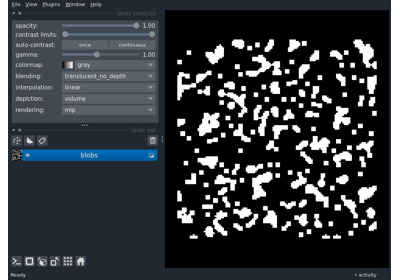 File View Plugins Window Help
layer controls
opacity: 1.00
contrast limits:
auto-contrast: once continuous
gamma: 1.00
colormap: gray
blending: translucent_no_depth
interpolation: linear
depiction: volume
rendering: mip
layer list
blobs
Ready activity